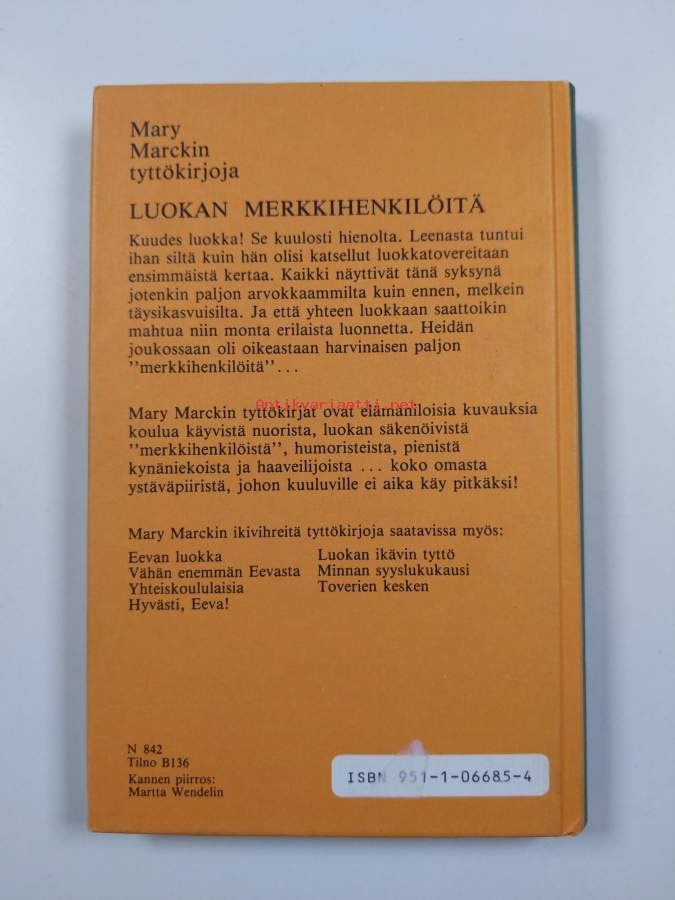 Mary
Marckin
tyttökirjoja
LUOKAN MERKKIHENKILÖITÄ
Kuudes luokka! Se kuulosti hienolta. Leenasta tuntui
ihan siltä kuin hän olisi katsellut luokkatovereitaan
ensimmäistä kertaa. Kaikki näyttivät tänä syksynä
jotenkin paljon arvokkaammilta kuin ennen, melkein
täysikasvuisilta. Ja että yhteen luokkaan saattoikin
mahtua niin monta erilaista luonnetta. Heidän
joukossaan oli oikeastaan harvinaisen paljon
"merkkihenkilöitä"...
Antikvariaatti.net
Mary Marckin tyttökirjat ovat elämäniloisia kuvauksia
koulua käyvistä nuorista, luokan säkenöivistä
"merkkihenkilöistä", humoristeista, pienistä
kynäniekoista ja haaveilijoista ... koko omasta
ystäväpiiristä, johon kuuluville ei aika käy pitkäksi!
Mary Marckin ikivihreitä tyttökirjoja saatavissa myös:
Eevan luokka
Vähän enemmän Eevasta
Yhteiskoululaisia
Hyvästi, Eeva!
Luokan ikävin tyttö
Minnan syyslukukausi
Toverien kesken
N 842
Tilno B136
Kannen piirros:
Martta Wendelin
ISBN 951-1-06685-4